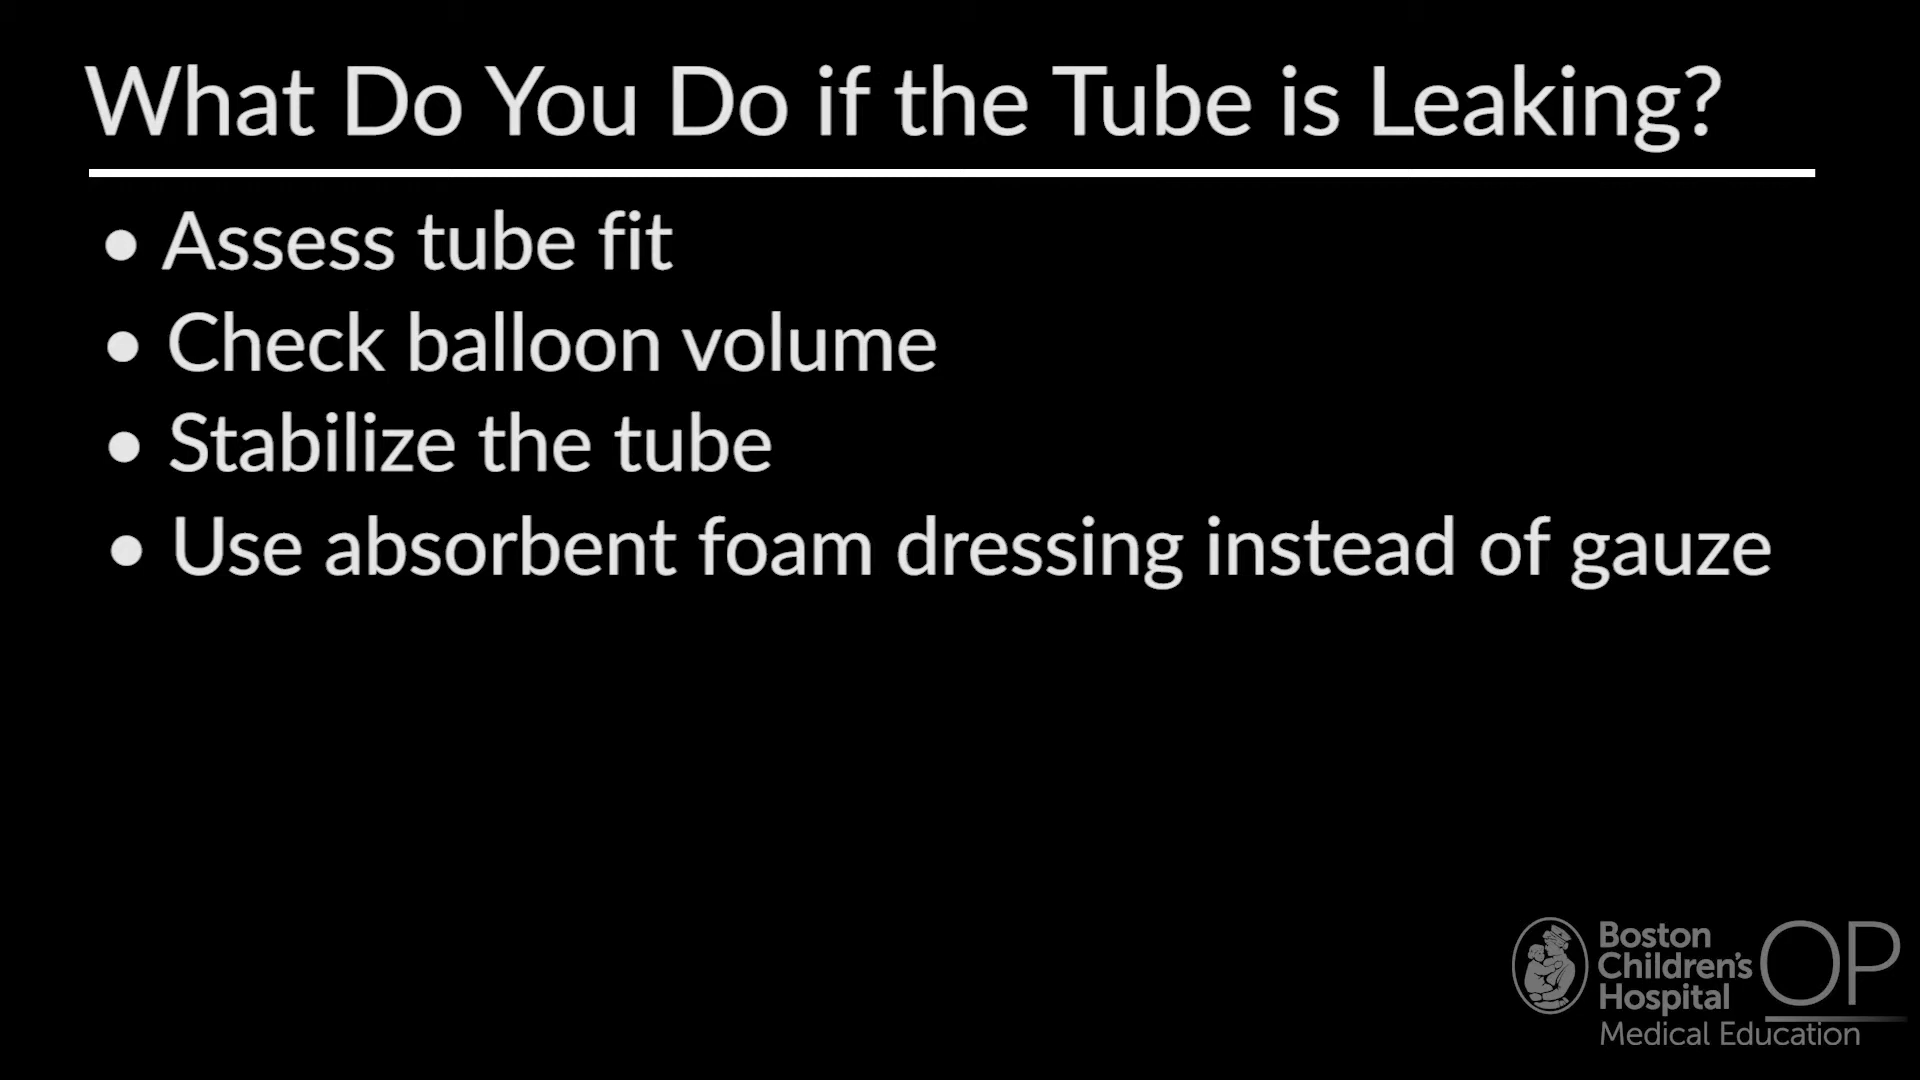 What Do You Do if the Tube is Leaking?
• Assess tube fit
• Check balloon volume
• Stabilize the tube
• Use absorbent foam dressing instead of gauze
Boston
Children's
Hospital
OP
Medical Education